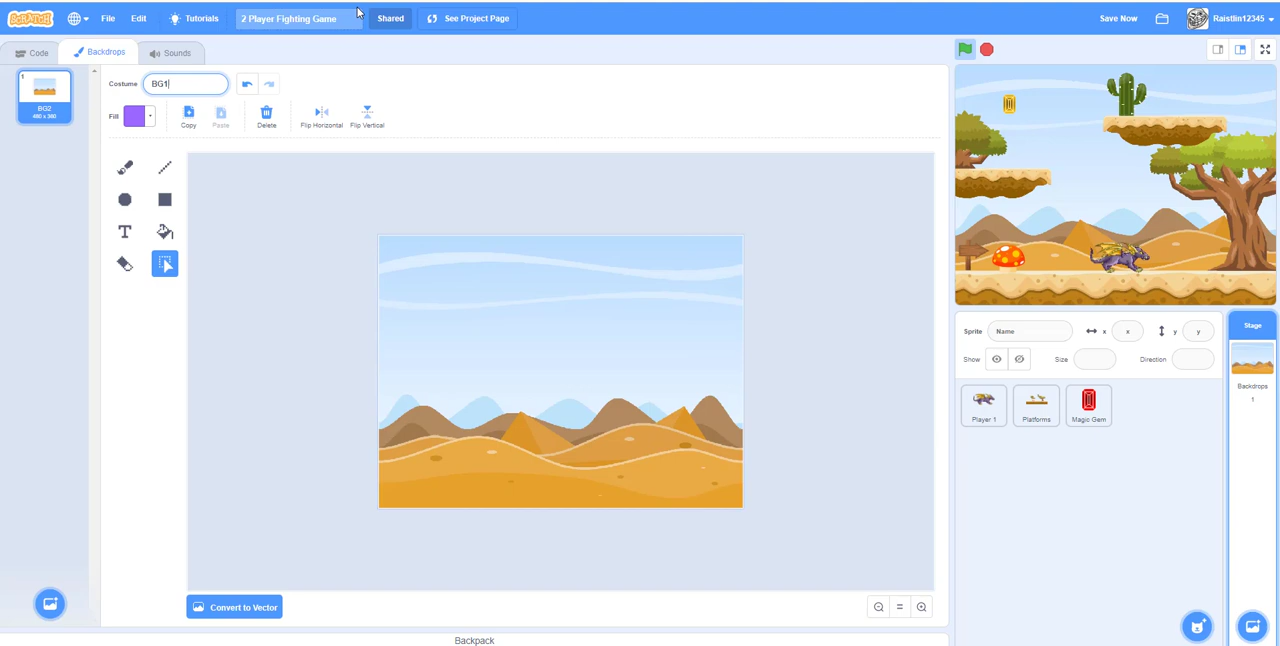 SCRATCH File Edit Tutorials 2 Player Fighting Game Shared See Project Page Save Now Raistlin12345
Code Backdrops Sounds
1
BG2
480 x 360
Costume BG1
Fill Copy Paste Delete Flip Horizontal Flip Vertical
T
Convert to Vector
Backpack
Sprite Name x x y y
Show Size Direction
Player 1 Platforms Magic Gem
Stage
Backdrops
1